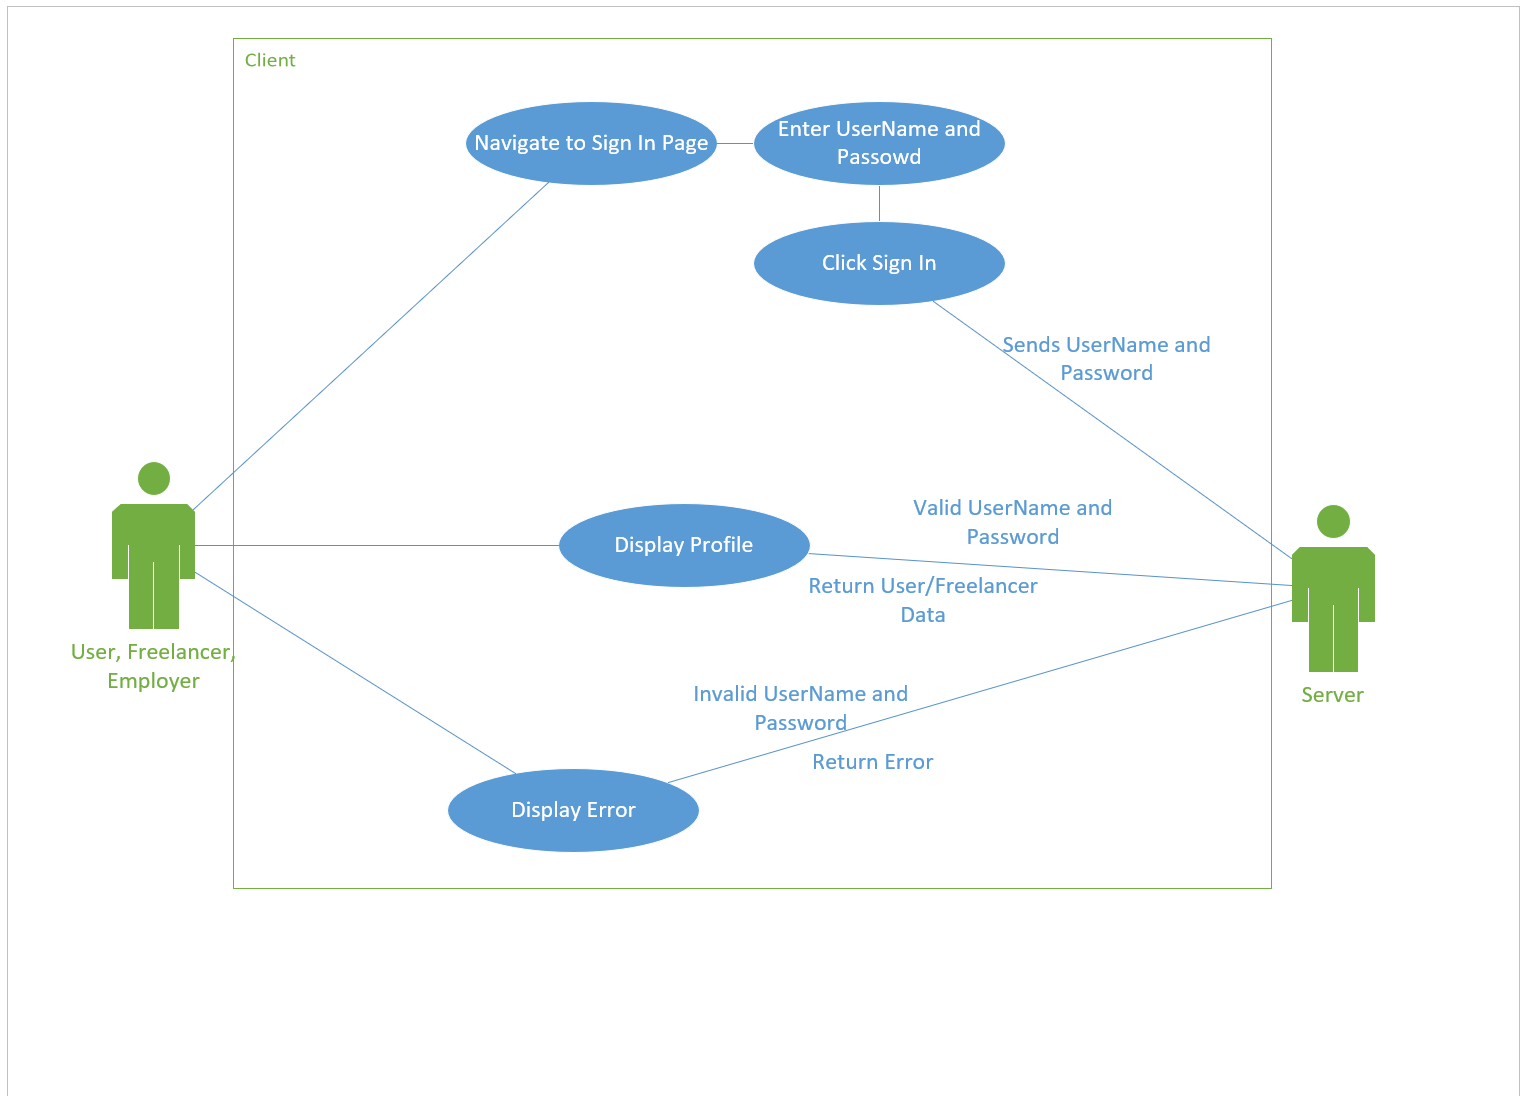 Client
Navigate to Sign In Page
Enter UserName and
Passowd
Click Sign In
Sends UserName and
Password
Valid UserName and
Password
Display Profile
Return User/Freelancer
Data
User, Freelancer,
Employer
Invalid UserName and
Password
Server
Return Error
Display Error